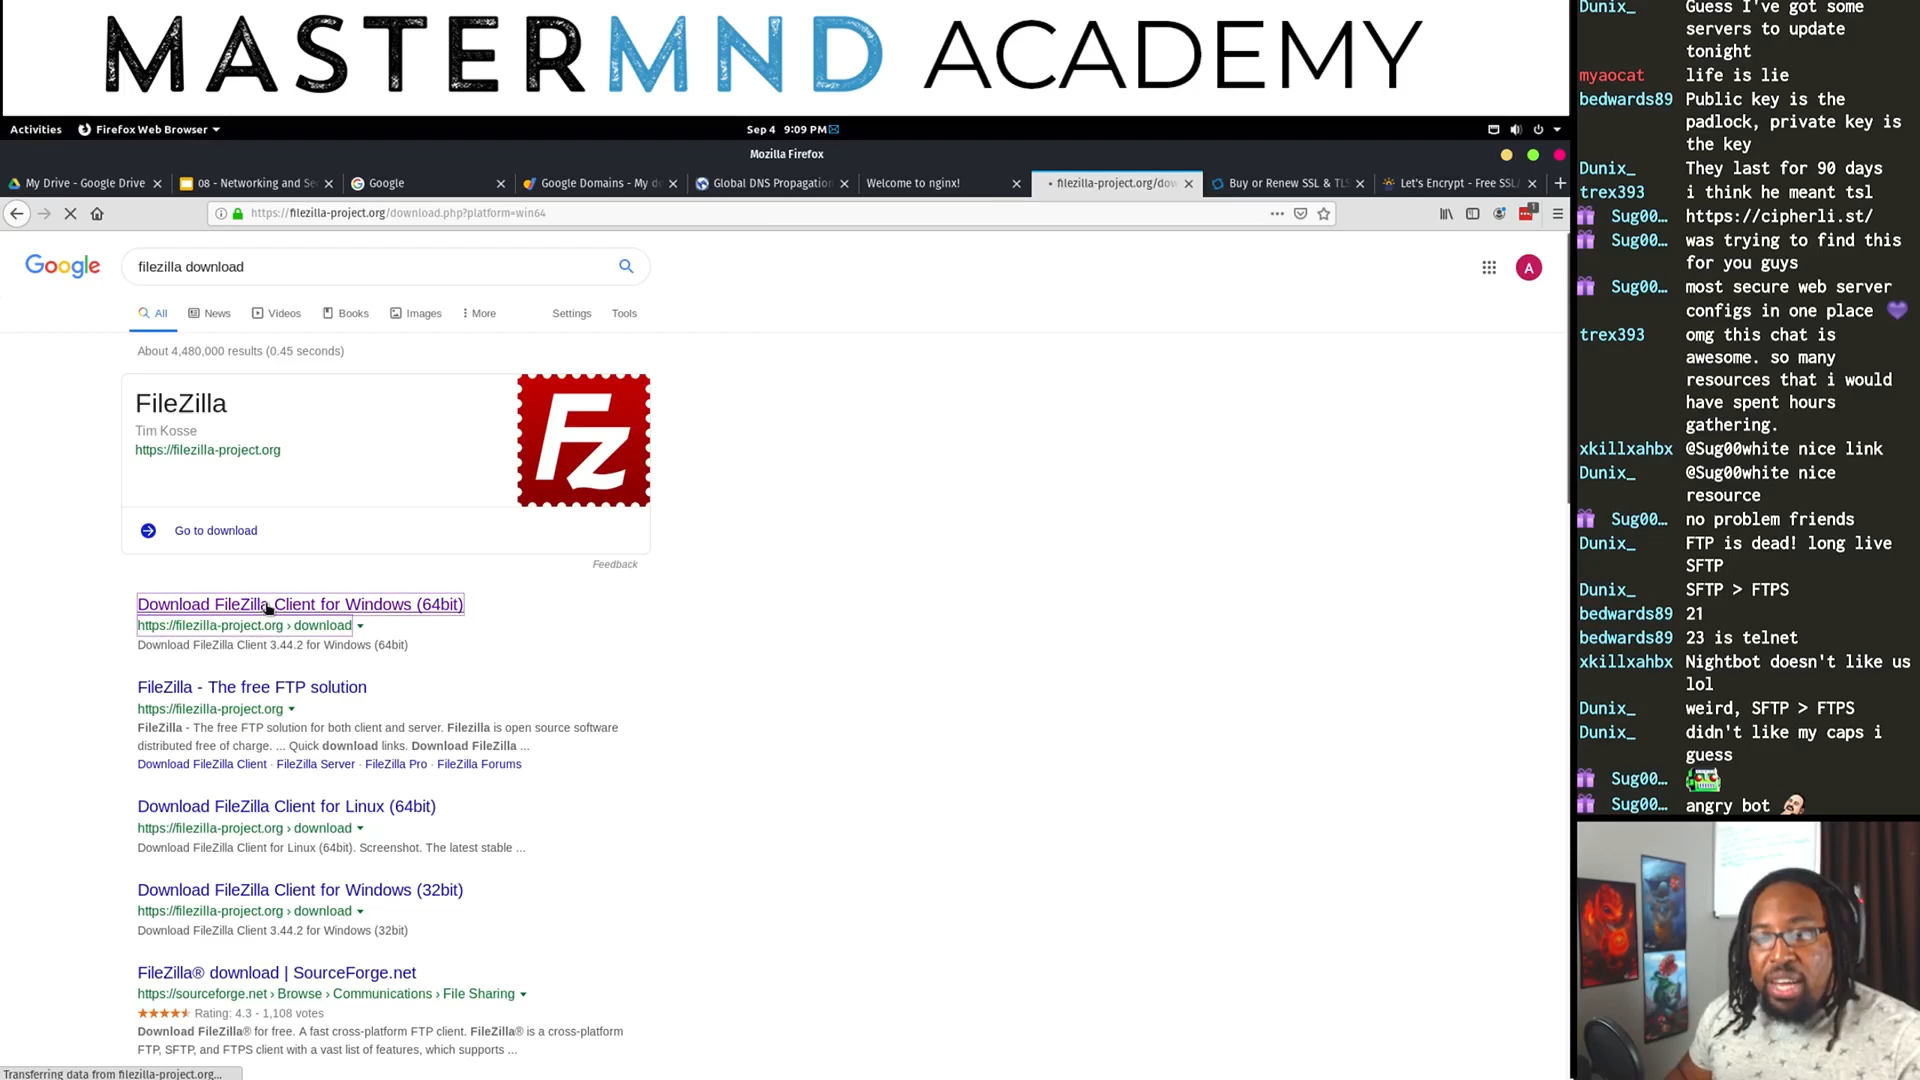 MASTERMND ACADEMY
Activities
Firefox Web Browser
Sep 4 9:09 PM
Mozilla Firefox
My Drive - Google Drive
08 - Networking and Se
Google
Google Domains - My do
Global DNS Propagation
Welcome to nginx!
filezilla-project.org/dow
Buy or Renew SSL & TLS
Let's Encrypt - Free SSL/
https://filezilla-project.org/download.php?platform=win64
1
Google
filezilla download
A
All
News
Videos
Books
Images
More
Settings
Tools
About 4,480,000 results (0.45 seconds)
FileZilla
Tim Kosse
https://filezilla-project.org
Fz
Go to download
Feedback
Download FileZilla Client for Windows (64bit)
https://filezilla-project.org › download
Download FileZilla Client 3.44.2 for Windows (64bit)
FileZilla - The free FTP solution
https://filezilla-project.org
FileZilla - The free FTP solution for both client and server. Filezilla is open source software
distributed free of charge. ... Quick download links. Download FileZilla ...
Download FileZilla Client · FileZilla Server · FileZilla Pro · FileZilla Forums
Download FileZilla Client for Linux (64bit)
https://filezilla-project.org › download
Download FileZilla Client for Linux (64bit). Screenshot. The latest stable ...
Download FileZilla Client for Windows (32bit)
https://filezilla-project.org › download
Download FileZilla Client 3.44.2 for Windows (32bit)
FileZilla® download | SourceForge.net
https://sourceforge.net › Browse › Communications › File Sharing
Rating: 4.3 - 1,108 votes
Download FileZilla® for free. A fast cross-platform FTP client. FileZilla® is a cross-platform
FTP, SFTP, and FTPS client with a vast list of features, which supports ...
Transferring data from filezilla-project.org...
Dunix_ Guess I've got some
servers to update
tonight
myaocat life is lie
bedwards89 Public key is the
padlock, private key is
the key
Dunix_ They last for 90 days
trex393 i think he meant tsl
Sug00... https://cipherli.st/
Sug00... was trying to find this
for you guys
Sug00... most secure web server
configs in one place
trex393 omg this chat is
awesome. so many
resources that i would
have spent hours
gathering.
xkillxahbx @Sug00white nice link
Dunix_ @Sug00white nice
resource
Sug00... no problem friends
Dunix_ FTP is dead! long live
SFTP
Dunix_ SFTP > FTPS
bedwards89 21
bedwards89 23 is telnet
xkillxahbx Nightbot doesn't like us
lol
Dunix_ weird, SFTP > FTPS
Dunix_ didn't like my caps i
guess
Sug00...
Sug00... angry bot